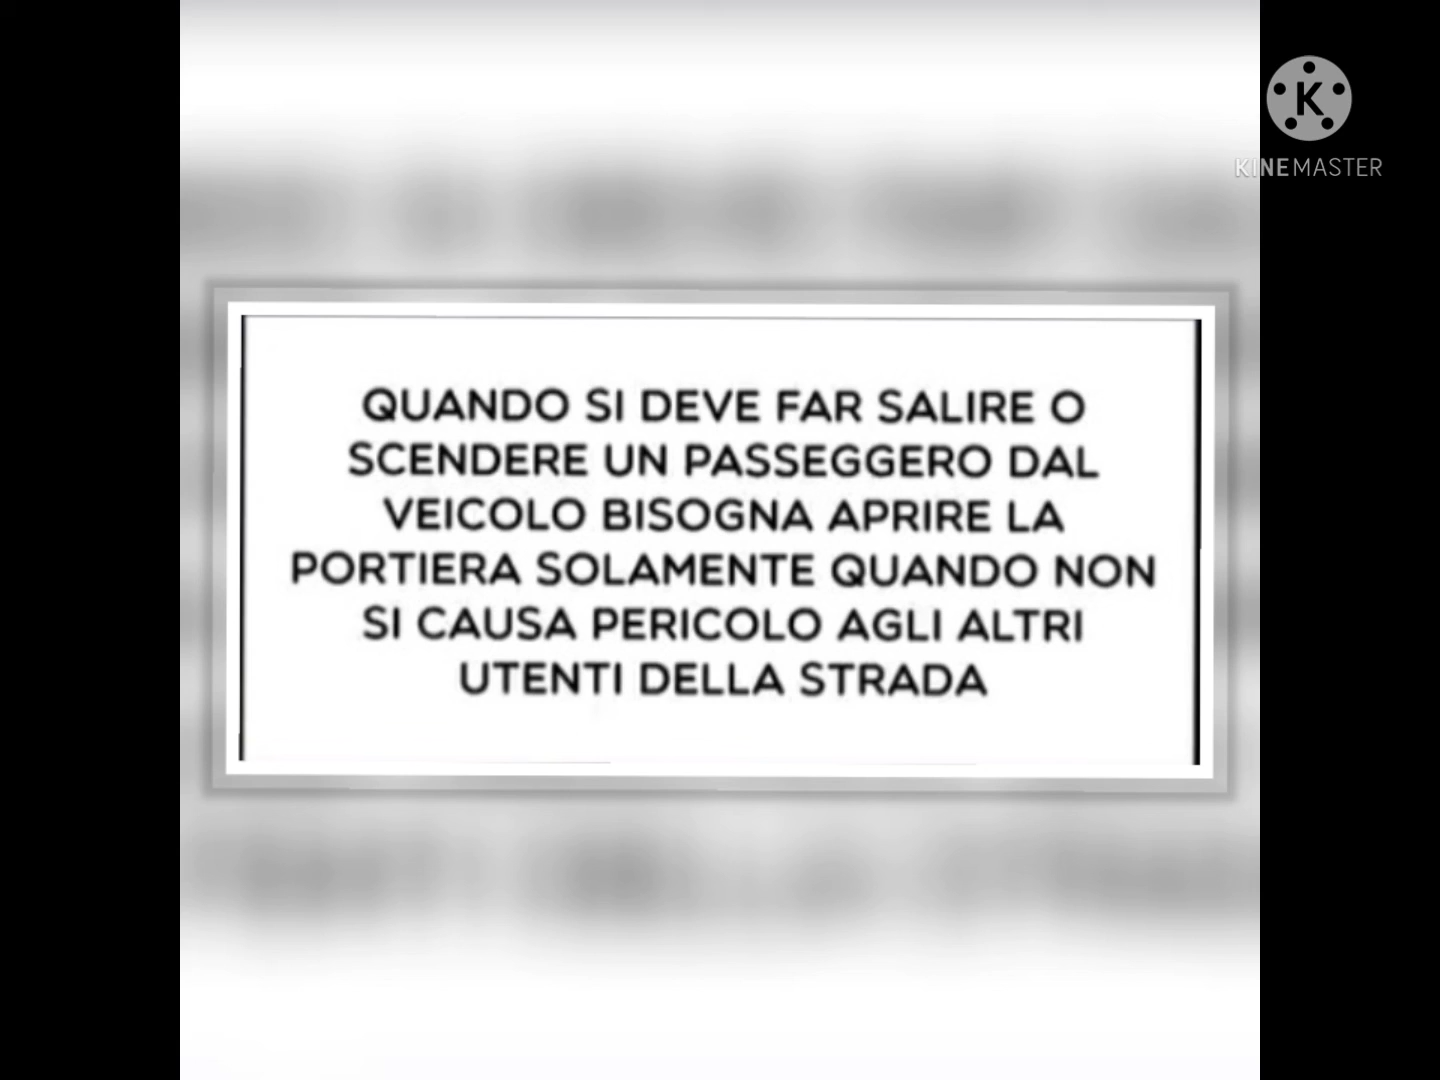 K
KINEMASTER
QUANDO SI DEVE FAR SALIRE O
SCENDERE UN PASSEGGERO DAL
VEICOLO BISOGNA APRIRE LA
PORTIERA SOLAMENTE QUANDO NON
SI CAUSA PERICOLO AGLI ALTRI
UTENTI DELLA STRADA